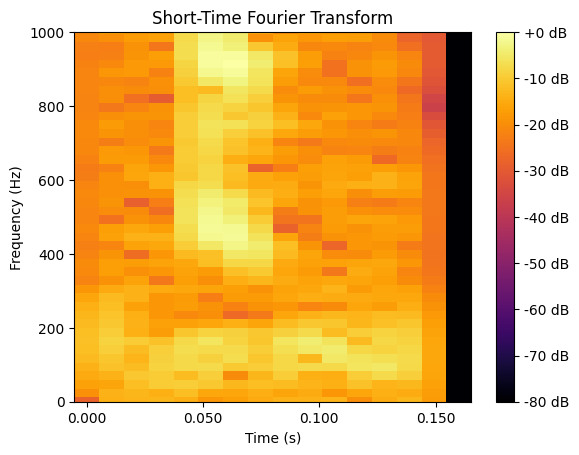 Short-Time Fourier Transform
1000
800
600
400
200
0
Frequency (Hz)
0.000
0.050
0.100
0.150
Time (s)
+0 dB
-10 dB
-20 dB
-30 dB
-40 dB
-50 dB
-60 dB
-70 dB
-80 dB